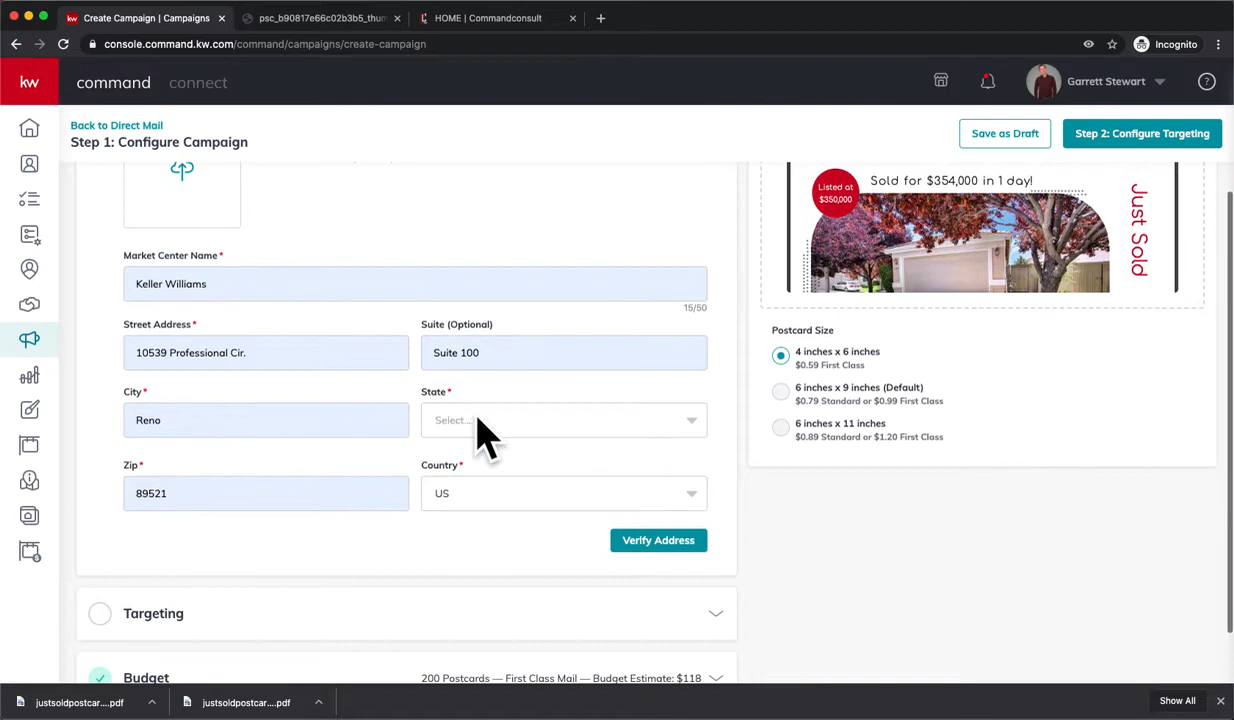 Create Campaign | Campaigns
psc_b90817e66c02b3b5_thum
HOME | Commandconsult
console.command.kw.com/command/campaigns/create-campaign
Incognito
kw
command
connect
Garrett Stewart
Back to Direct Mail
Step 1: Configure Campaign
Save as Draft
Step 2: Configure Targeting
Listed at
$350,000
Sold for $354,000 in 1 day!
Just Sold
Market Center Name*
Keller Williams
15/50
Street Address*
Suite (Optional)
10539 Professional Cir.
Suite 100
City*
State*
Reno
Select...
Zip*
Country*
89521
US
Verify Address
Postcard Size
4 inches x 6 inches
$0.59 First Class
6 inches x 9 inches (Default)
$0.79 Standard or $0.99 First Class
6 inches x 11 inches
$0.89 Standard or $1.20 First Class
Targeting
Budget
200 Postcards — First Class Mail — Budget Estimate: $118
justsoldpostcar....pdf
justsoldpostcar....pdf
Show All